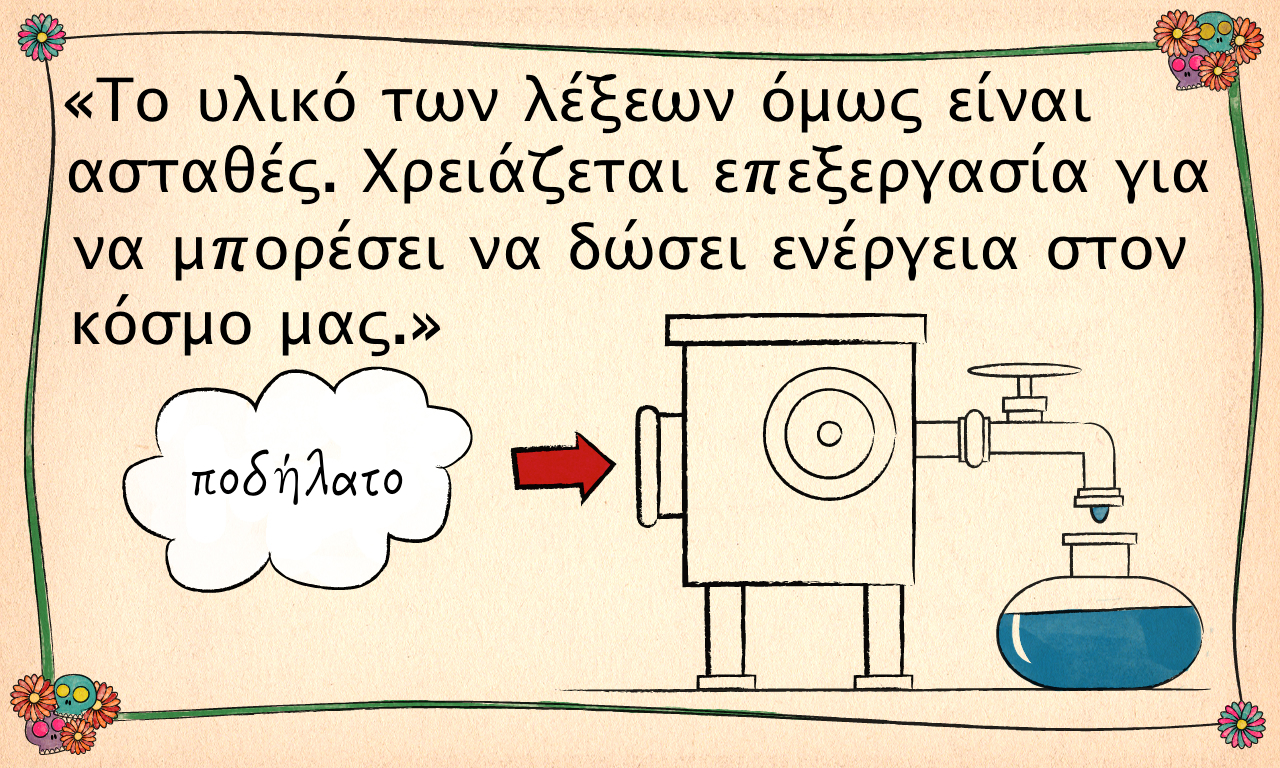 «Το υλικό των λέξεων όμως είναι
ασταθές. Χρειάζεται επεξεργασία για
να μπορέσει να δώσει ενέργεια στον
κόσμο μας.»
ποδήλατο